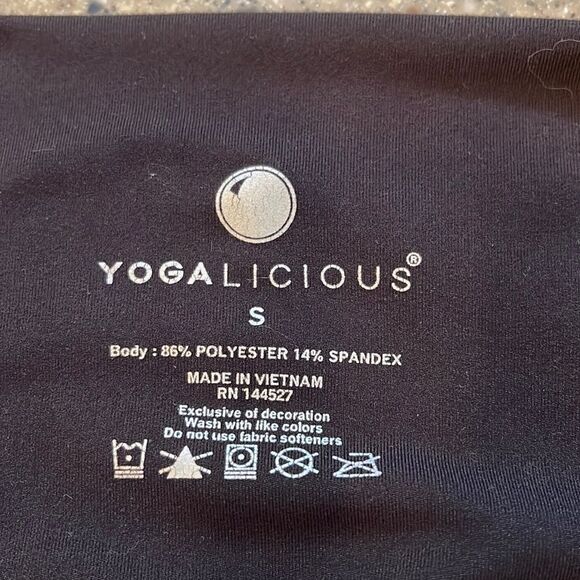 YOGALICIOUS®
S
Body : 86% POLYESTER 14% SPANDEX
MADE IN VIETNAM
RN 144527
Exclusive of decoration
Wash with like colors
Do not use fabric softeners